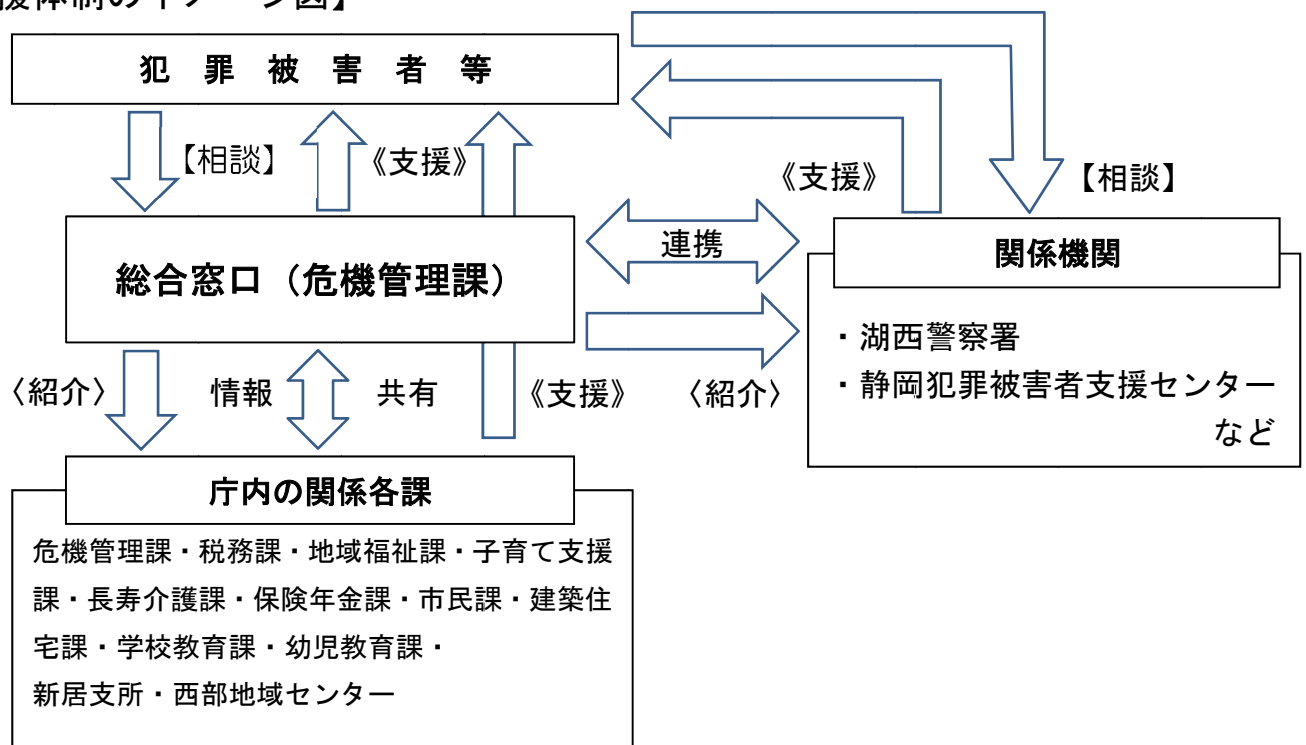 体制のイメージ図】
犯 罪 被 害 者 等
【相談】
《支援》
《支援》
【相談】
総合窓口（危機管理課）
連携
関係機関
・湖西警察署
・静岡犯罪被害者支援センター
など
〈紹介〉
情報
共有
《支援》
〈紹介〉
庁内の関係各課
危機管理課・税務課・地域福祉課・子育て支援
課・長寿介護課・保険年金課・市民課・建築住
宅課・学校教育課・幼児教育課・
新居支所・西部地域センター